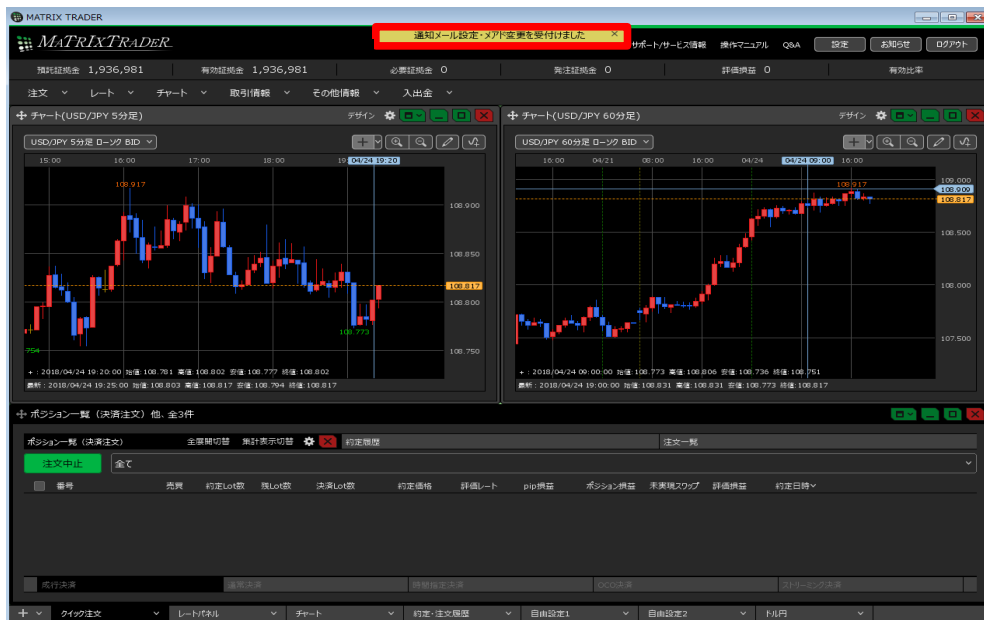 MATRIX TRADER
MATRIXTRADER
通知メール設定・メアド変更を受付けました ×
サポート/サービス情報 操作マニュアル Q&A 設定 お知らせ ログアウト
預託証拠金 1,936,981 有効証拠金 1,936,981 必要証拠金 0 発注証拠金 0 評価損益 0 有効比率
注文 レート チャート 取引情報 その他情報 入出金
チャート(USD/JPY 5分足) デザイン
チャート(USD/JPY 60分足) デザイン
USD/JPY 5分足 ローソク BID
USD/JPY 60分足 ローソク BID
15:00 16:00 17:00 18:00 19: 04/24 19:20
16:00 04/21 08:00 16:00 04/24 04/24 09:00 16:00
108.917
108.900
108.850
108.817
108.800
108.773
108.750
754
108.917
109.000
108.909
108.817
108.500
108.000
107.500
+ : 2018/04/24 19:20:00 始値:108.781 高値:108.802 安値:108.777 終値:108.802
最新 : 2018/04/24 19:25:00 始値:108.803 高値:108.817 安値:108.794 終値:108.817
+ : 2018/04/24 09:00:00 始値:108.773 高値:108.806 安値:108.736 終値:108.751
最新 : 2018/04/24 19:00:00 始値:108.831 高値:108.831 安値:108.773 終値:108.817
ポジション一覧（決済注文）他、全3件
ポジション一覧（決済注文） 全展開切替 集計表示切替 約定履歴 注文一覧
注文中止 全て
番号 売買 約定Lot数 残Lot数 決済Lot数 約定価格 評価レート pip損益 ポジション損益 未実現スワップ 評価損益 約定日時
成行決済 通常決済 時間指定決済 OCO決済 ストリーミング決済
クイック注文 レートパネル チャート 約定・注文履歴 自由設定1 自由設定2 ドル円